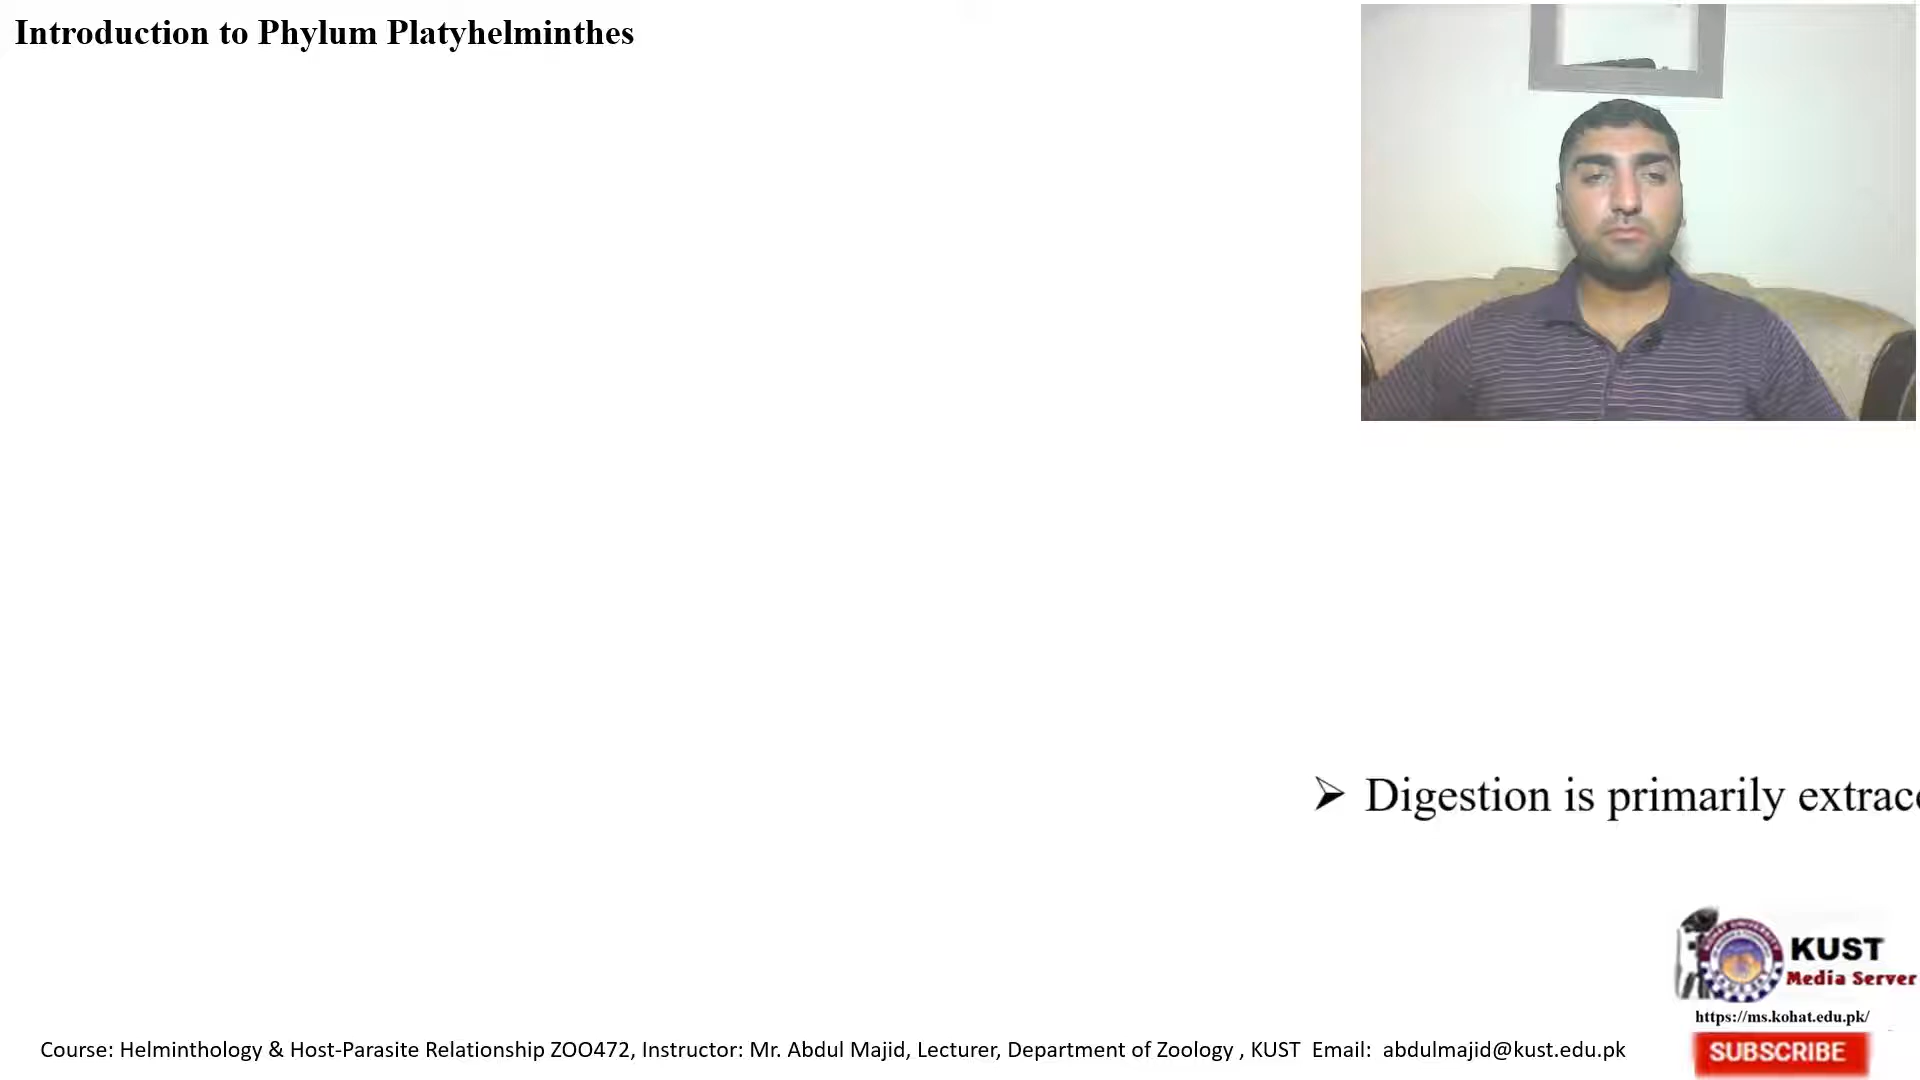 Introduction to Phylum Platyhelminthes
➢ Digestion is primarily extrac
KUST
Media Server
https://ms.kohat.edu.pk/
Course: Helminthology & Host-Parasite Relationship ZOO472, Instructor: Mr. Abdul Majid, Lecturer, Department of Zoology , KUST Email: abdulmajid@kust.edu.pk
SUBSCRIBE